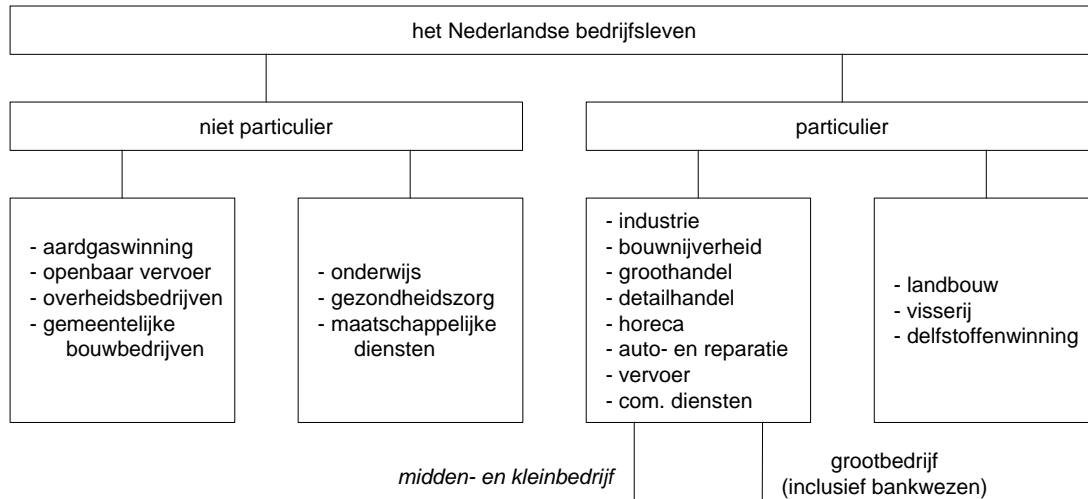 het Nederlandse bedrijfsleven
niet particulier
particulier
- aardgaswinning
- openbaar vervoer
- overheidsbedrijven
- gemeentelijke
bouwbedrijven
- onderwijs
- gezondheidszorg
- maatschappelijke
diensten
- industrie
- bouwnijverheid
- groothandel
- detailhandel
- horeca
- auto- en reparatie
- vervoer
- com. diensten
- landbouw
- visserij
- delfstoffenwinning
midden- en kleinbedrijf
grootbedrijf
(inclusief bankwezen)